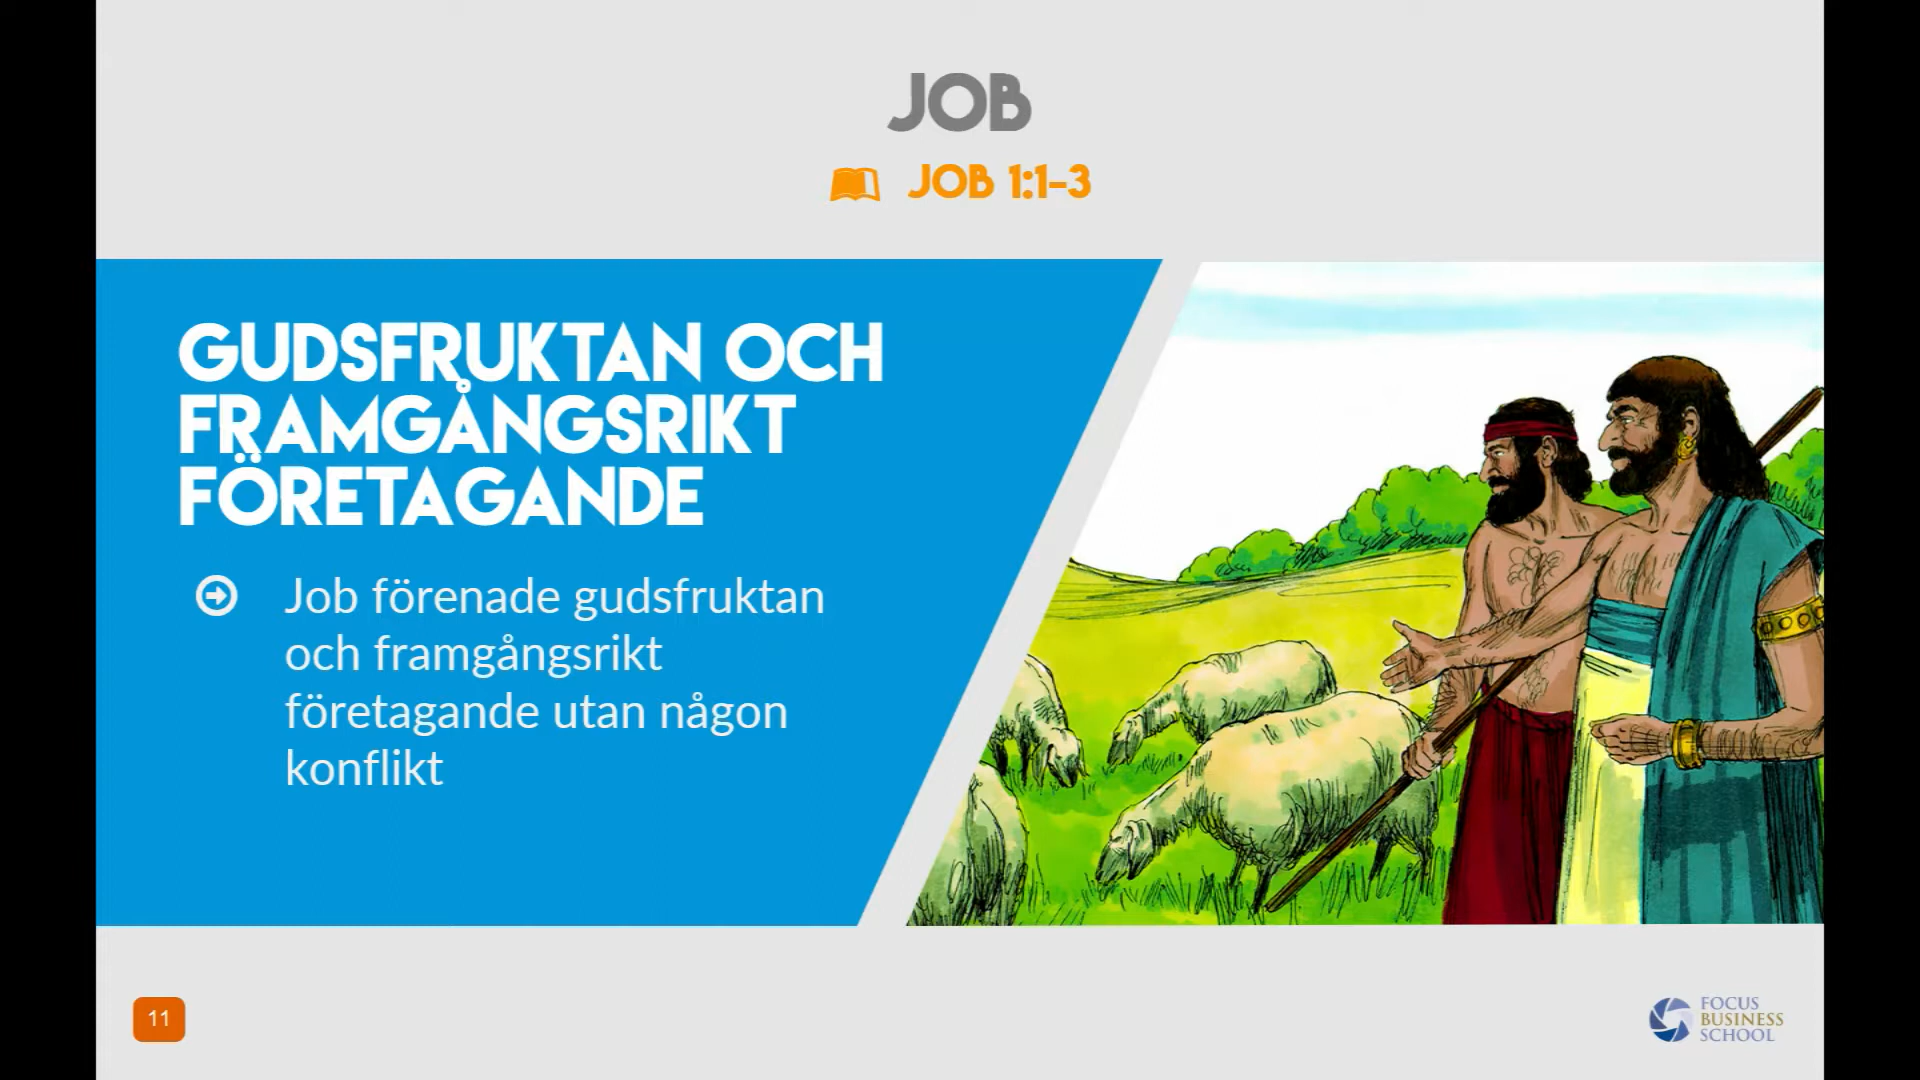 JOB
JOB 1:1-3
GUDSFRUKTAN OCH
FRAMGÅNGSRIKT
FÖRETAGANDE
Job förenade gudsfruktan
och framgångsrikt
företagande utan någon
konflikt
11
FOCUS
BUSINESS
SCHOOL